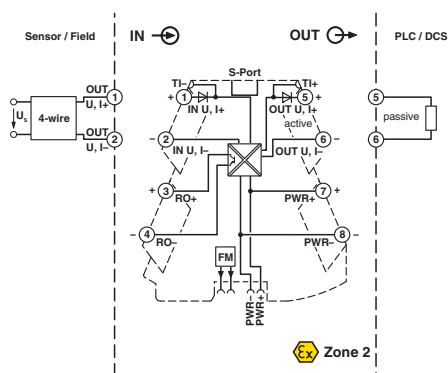 Sensor / Field
IN
OUT
PLC / DCS
S-Port
TI–
TI+
OUT
U, I+
1
+
1
IN U, I+
5
+
OUT U, I+
active
5
Us
4-wire
passive
OUT
U, I–
2
–
2
IN U, I–
6
–
OUT U, I–
6
+
3
RO+
PWR+
7
+
–
4
RO–
PWR–
8
–
FM
PWR–
PWR+
Ex Zone 2